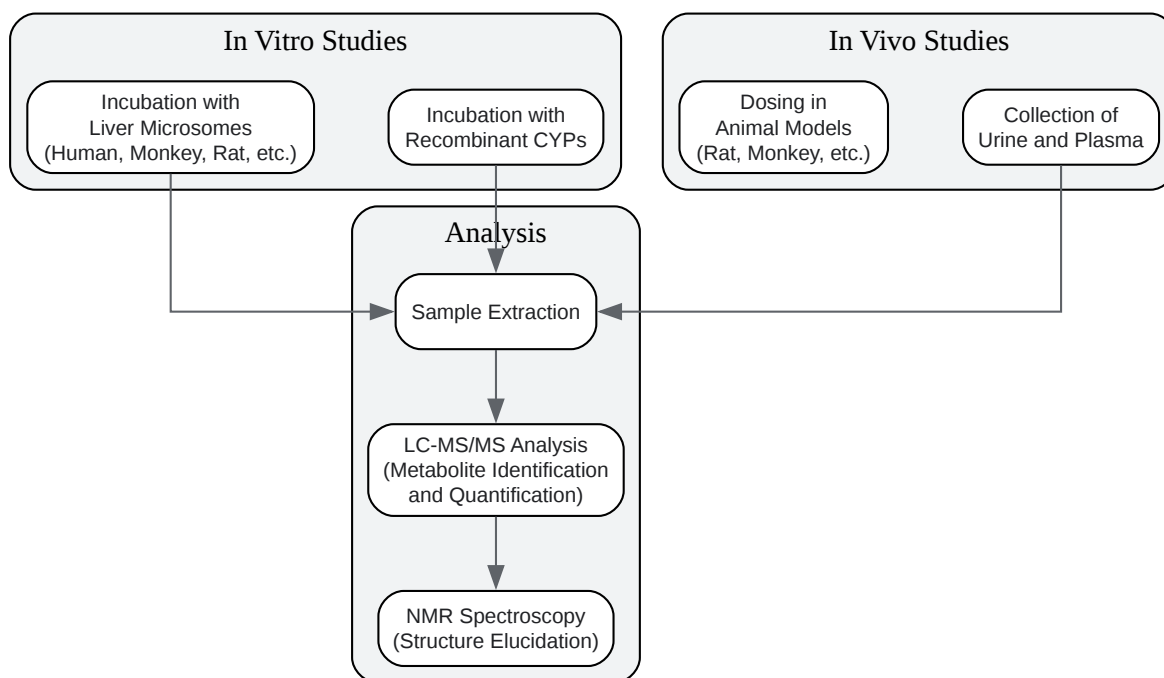 In Vitro Studies
Incubation with
Liver Microsomes
(Human, Monkey, Rat, etc.)
Incubation with
Recombinant CYPs
In Vivo Studies
Dosing in
Animal Models
(Rat, Monkey, etc.)
Collection of
Urine and Plasma
Analysis
Sample Extraction
LC-MS/MS Analysis
(Metabolite Identification
and Quantification)
NMR Spectroscopy
(Structure Elucidation)